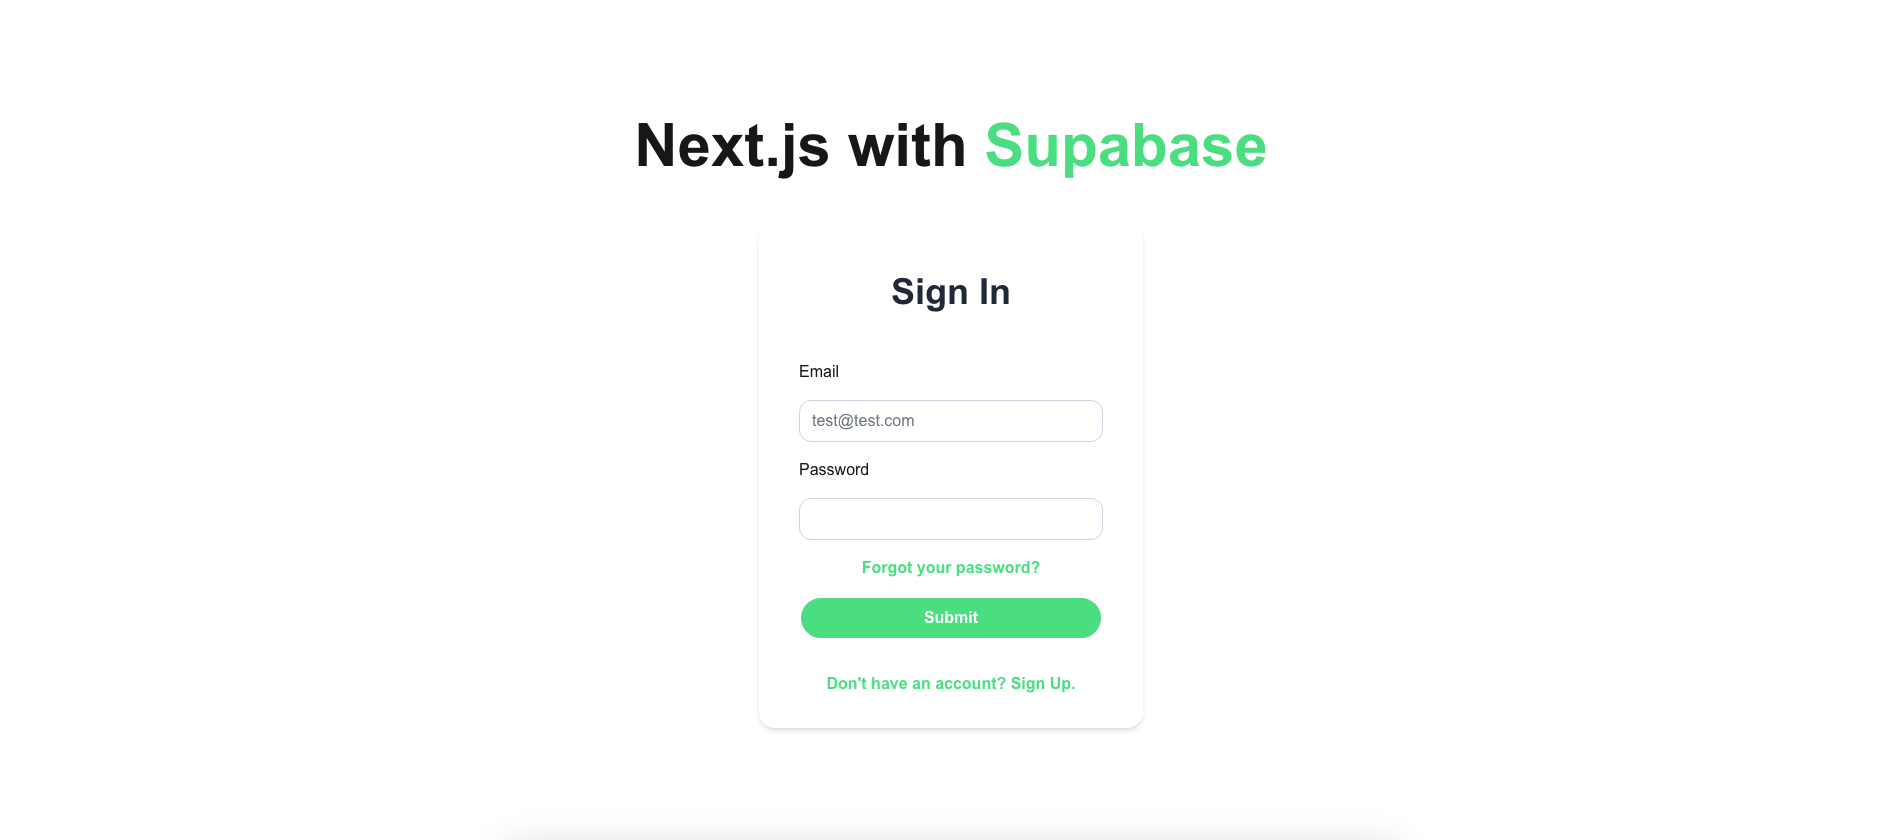 Next.js with Supabase
Sign In
Email
test@test.com
Password
Forgot your password?
Submit
Don't have an account? Sign Up.